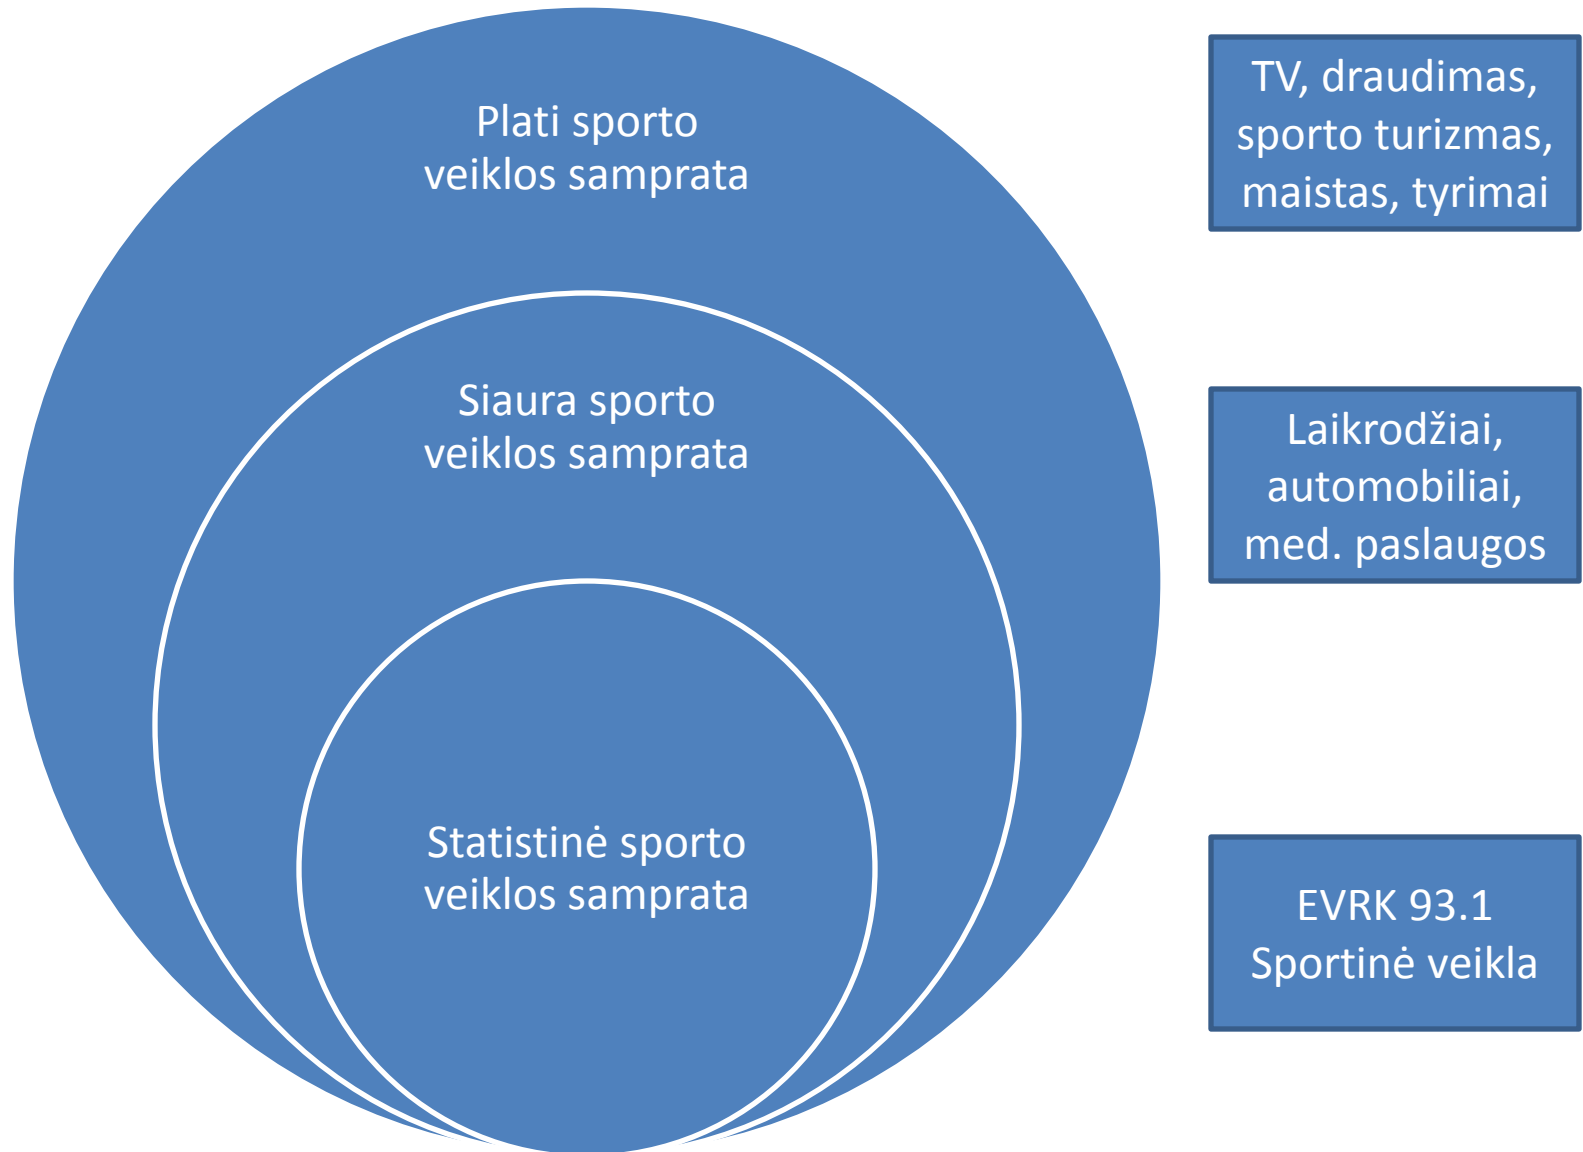 Plati sporto
veiklos samprata
TV, draudimas,
sporto turizmas,
maistas, tyrimai
Siaura sporto
veiklos samprata
Laikrodžiai,
automobiliai,
med. paslaugos
Statistinė sporto
veiklos samprata
EVRK 93.1
Sportinė veikla